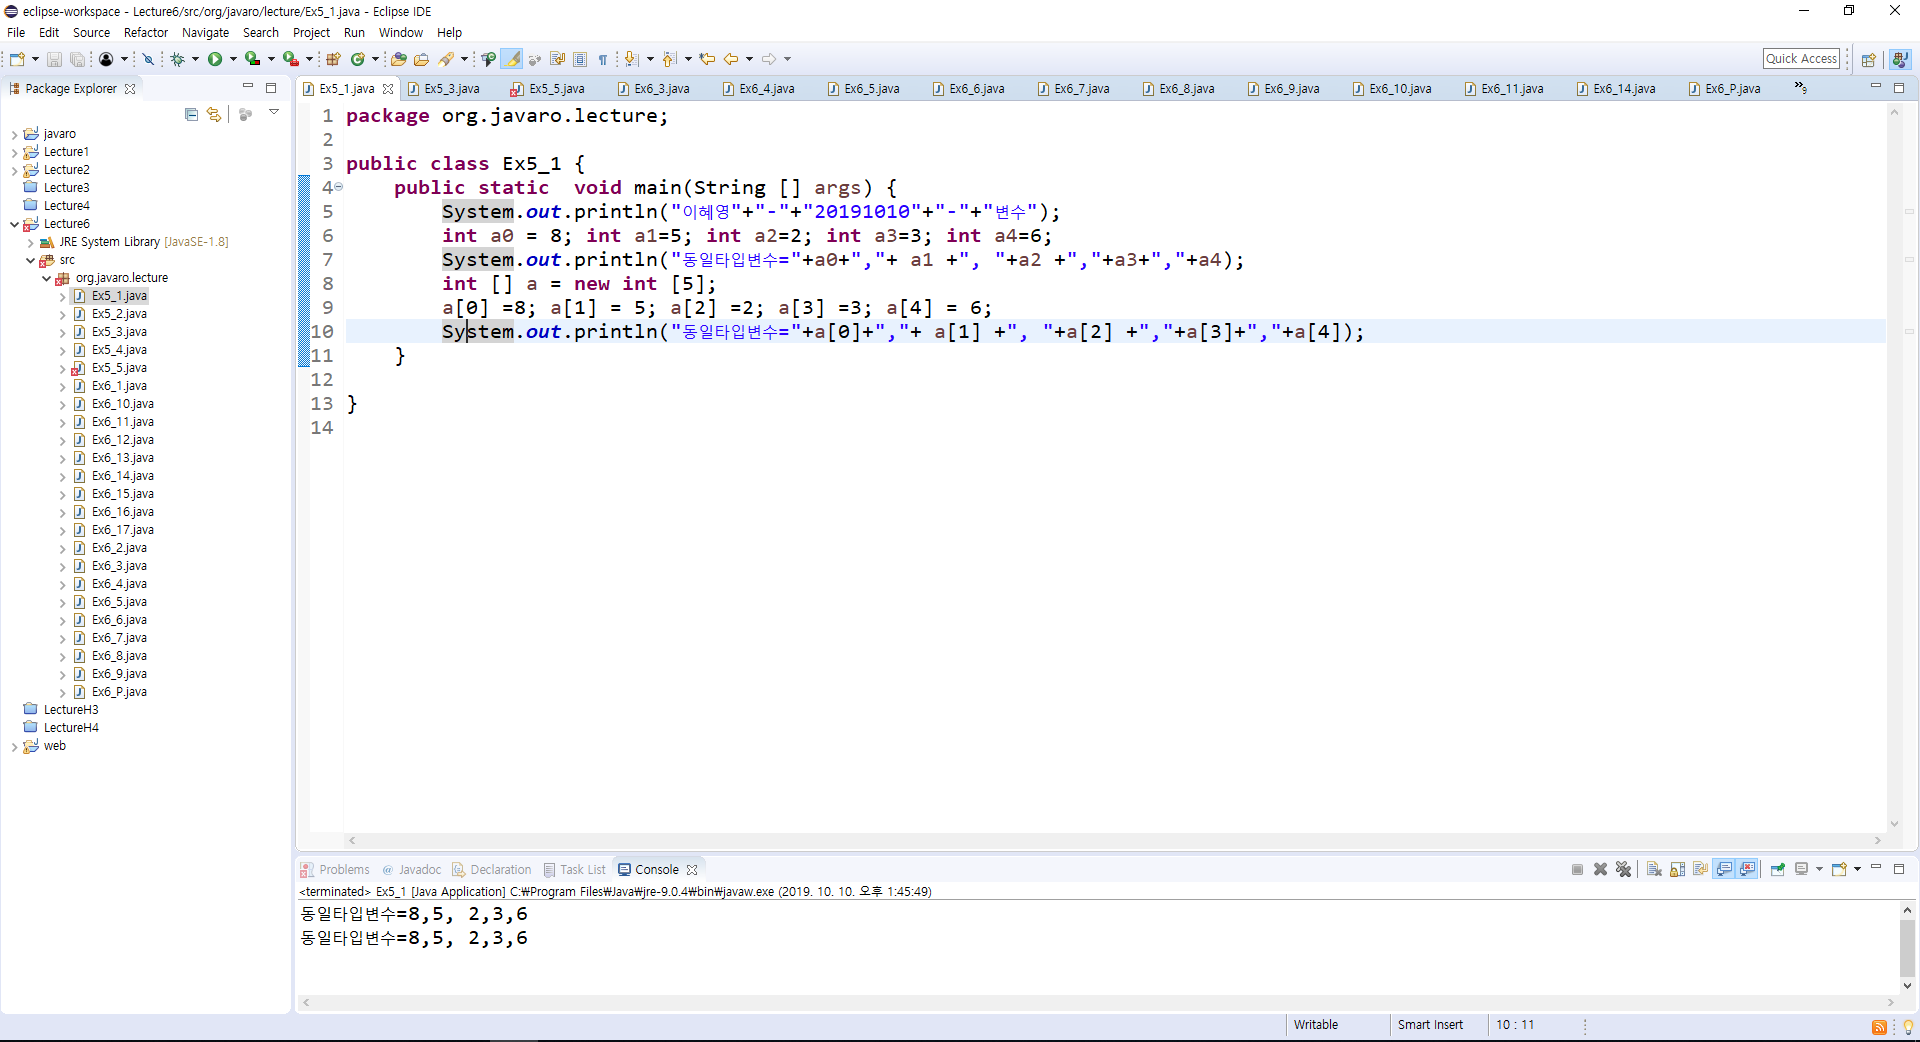 eclipse-workspace - Lecture6/src/org/javaro/lecture/Ex5_1.java - Eclipse IDE
File Edit Source Refactor Navigate Search Project Run Window Help
Quick Access
Package Explorer
javaro
Lecture1
Lecture2
Lecture3
Lecture4
Lecture6
JRE System Library [JavaSE-1.8]
src
org.javaro.lecture
Ex5_1.java
Ex5_2.java
Ex5_3.java
Ex5_4.java
Ex5_5.java
Ex6_1.java
Ex6_10.java
Ex6_11.java
Ex6_12.java
Ex6_13.java
Ex6_14.java
Ex6_15.java
Ex6_16.java
Ex6_17.java
Ex6_2.java
Ex6_3.java
Ex6_4.java
Ex6_5.java
Ex6_6.java
Ex6_7.java
Ex6_8.java
Ex6_9.java
Ex6_P.java
LectureH3
LectureH4
web
Ex5_1.java Ex5_3.java Ex5_5.java Ex6_3.java Ex6_4.java Ex6_5.java Ex6_6.java Ex6_7.java Ex6_8.java Ex6_9.java Ex6_10.java Ex6_11.java Ex6_14.java Ex6_P.java »9
1 package org.javaro.lecture;
2
3 public class Ex5_1 {
4 public static  void main(String [] args) {
5 System.out.println("이혜영"+"-"+"20191010"+"-"+"변수");
6 int a0 = 8; int a1=5; int a2=2; int a3=3; int a4=6;
7 System.out.println("동일타입변수="+a0+","+ a1 +", "+a2 +","+a3+","+a4);
8 int [] a = new int [5];
9 a[0] =8; a[1] = 5; a[2] =2; a[3] =3; a[4] = 6;
10 System.out.println("동일타입변수="+a[0]+","+ a[1] +", "+a[2] +","+a[3]+","+a[4]);
11 }
12
13 }
14
Problems Javadoc Declaration Task List Console
<terminated> Ex5_1 [Java Application] C:₩Program Files₩Java₩jre-9.0.4₩bin₩javaw.exe (2019. 10. 10. 오후 1:45:49)
동일타입변수=8,5, 2,3,6
동일타입변수=8,5, 2,3,6
Writable Smart Insert 10 : 11